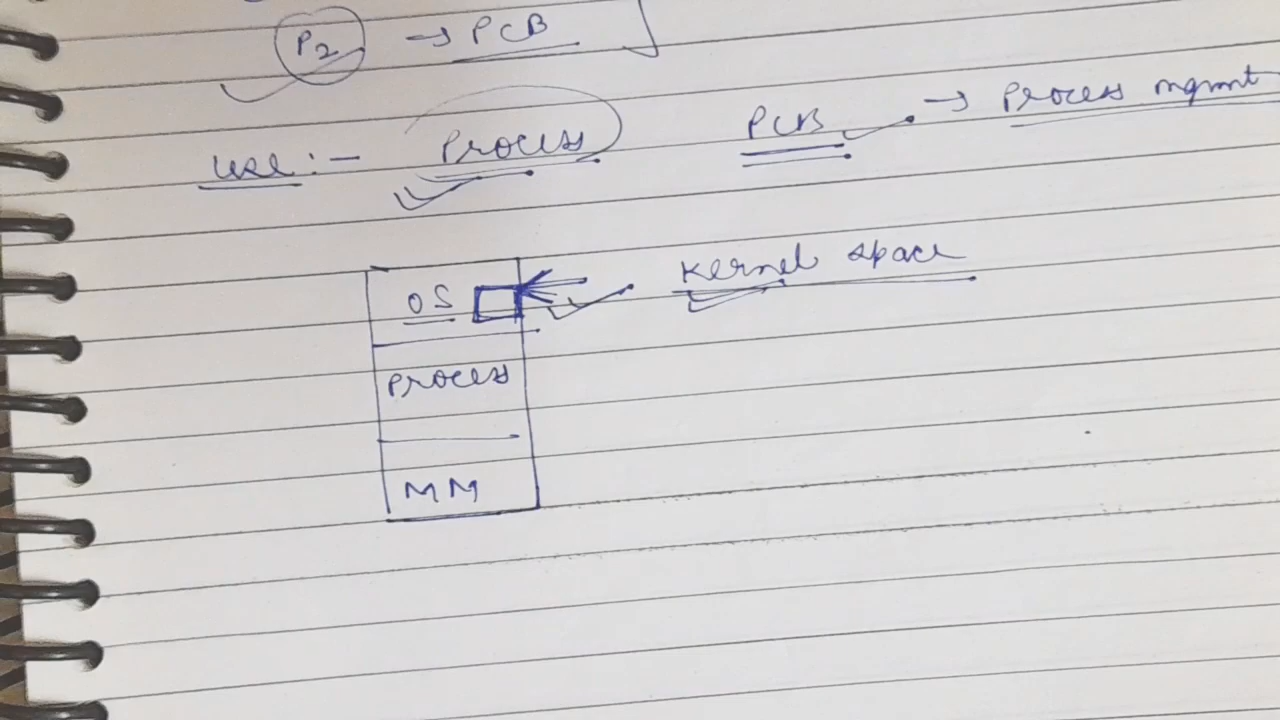 P2 → PCB
use :- Process PCB → Process mgmt
OS Kernel space
Process
MM